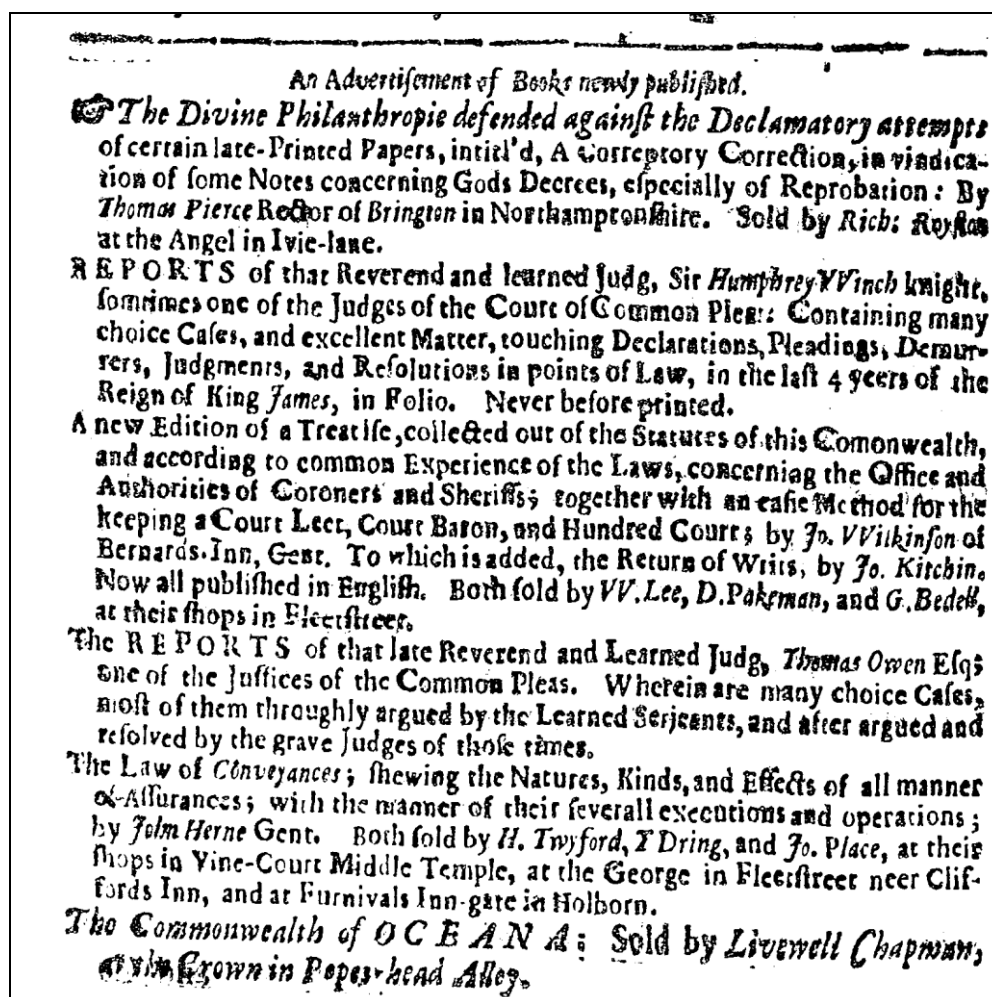 An Advertiſement of Books newly publiſhed.
☞ The Divine Philanthropie defended againſt the Declamatory attempts
of certain late-Printed Papers, intitl'd, A Correptory Correction, in vindica-
tion of ſome Notes concerning Gods Decrees, eſpecially of Reprobation: By
Thomas Pierce Rector of Brington in Northamptonſhire. Sold by Rich: Royſton
at the Angel in Ivie-lane.
REPORTS of that Reverend and learned Judg, Sir Humphrey VVinch knight,
ſomtimes one of the Judges of the Court of Common Pleas: Containing many
choice Caſes, and excellent Matter, touching Declarations, Pleadings, Demur-
rers, Judgments, and Reſolutions in points of Law, in the laſt 4 yeers of the
Reign of King James, in Folio. Never before printed.
A new Edition of a Treatiſe, collected out of the Statutes of this Comonwealth,
and according to common Experience of the Laws, concerning the Office and
Authorities of Coroners and Sheriffs; together with an eaſie Method for the
keeping a Court Leet, Court Baron, and Hundred Court; by Jo. VVilkinſon of
Bernards-Inn, Gent. To which is added, the Return of Writs, by Jo. Kitchin.
Now all publiſhed in Engliſh. Both ſold by VV. Lee, D. Pakeman, and G. Bedell,
at their ſhops in Fleetſtreet.
The REPORTS of that late Reverend and Learned Judg, Thomas Owen Eſq;
one of the Juſtices of the Common Pleas. Wherein are many choice Caſes,
moſt of them throughly argued by the Learned Serjeants, and after argued and
reſolved by the grave Judges of thoſe times.
The Law of Conveyances; ſhewing the Natures, Kinds, and Effects of all manner
of Aſſurances; with the manner of their ſeverall executions and operations;
by John Herne Gent. Both ſold by H. Twyford, T Dring, and Jo. Place, at their
ſhops in Vine-Court Middle Temple, at the George in Fleetſtreet neer Clif-
fords Inn, and at Furnivals Inn-gate in Holborn.
The Commonwealth of OCEANA: Sold by Livewell Chapman,
at the Crown in Popes-head Alley.